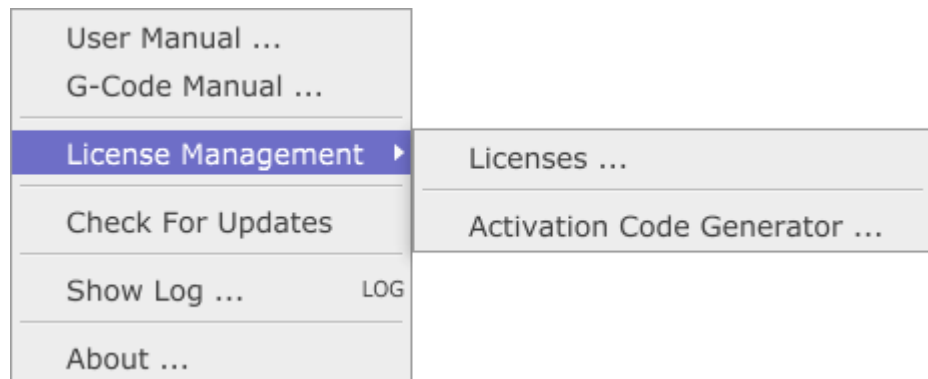 User Manual ...
G-Code Manual ...
License Management
Licenses ...
Activation Code Generator ...
Check For Updates
Show Log ... LOG
About ...